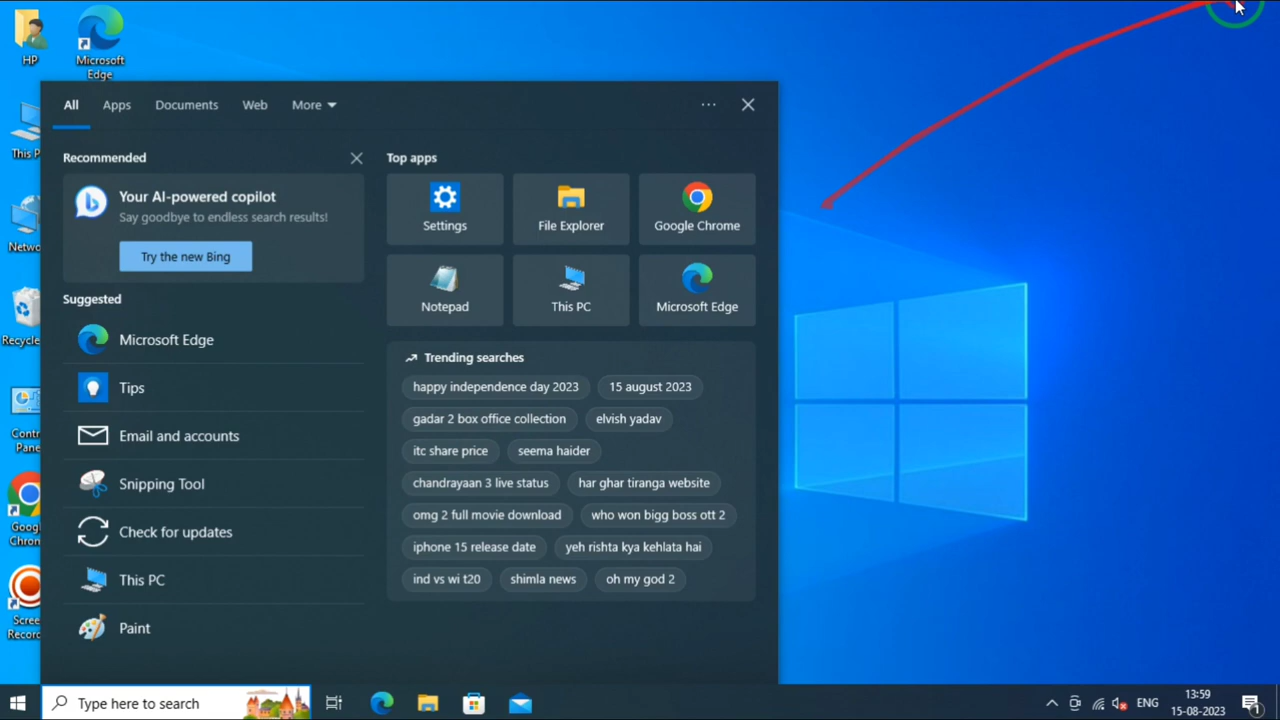 HP
Microsoft
Edge
This P
Netwo
Recycle
Contr
Pane
Goog
Chron
Scree
Record
All
Apps
Documents
Web
More
Recommended
Your AI-powered copilot
Say goodbye to endless search results!
Try the new Bing
Suggested
Microsoft Edge
Tips
Email and accounts
Snipping Tool
Check for updates
This PC
Paint
Top apps
Settings
File Explorer
Google Chrome
Notepad
This PC
Microsoft Edge
Trending searches
happy independence day 2023
15 august 2023
gadar 2 box office collection
elvish yadav
itc share price
seema haider
chandrayaan 3 live status
har ghar tiranga website
omg 2 full movie download
who won bigg boss ott 2
iphone 15 release date
yeh rishta kya kehlata hai
ind vs wi t20
shimla news
oh my god 2
Type here to search
ENG
13:59
15-08-2023
1